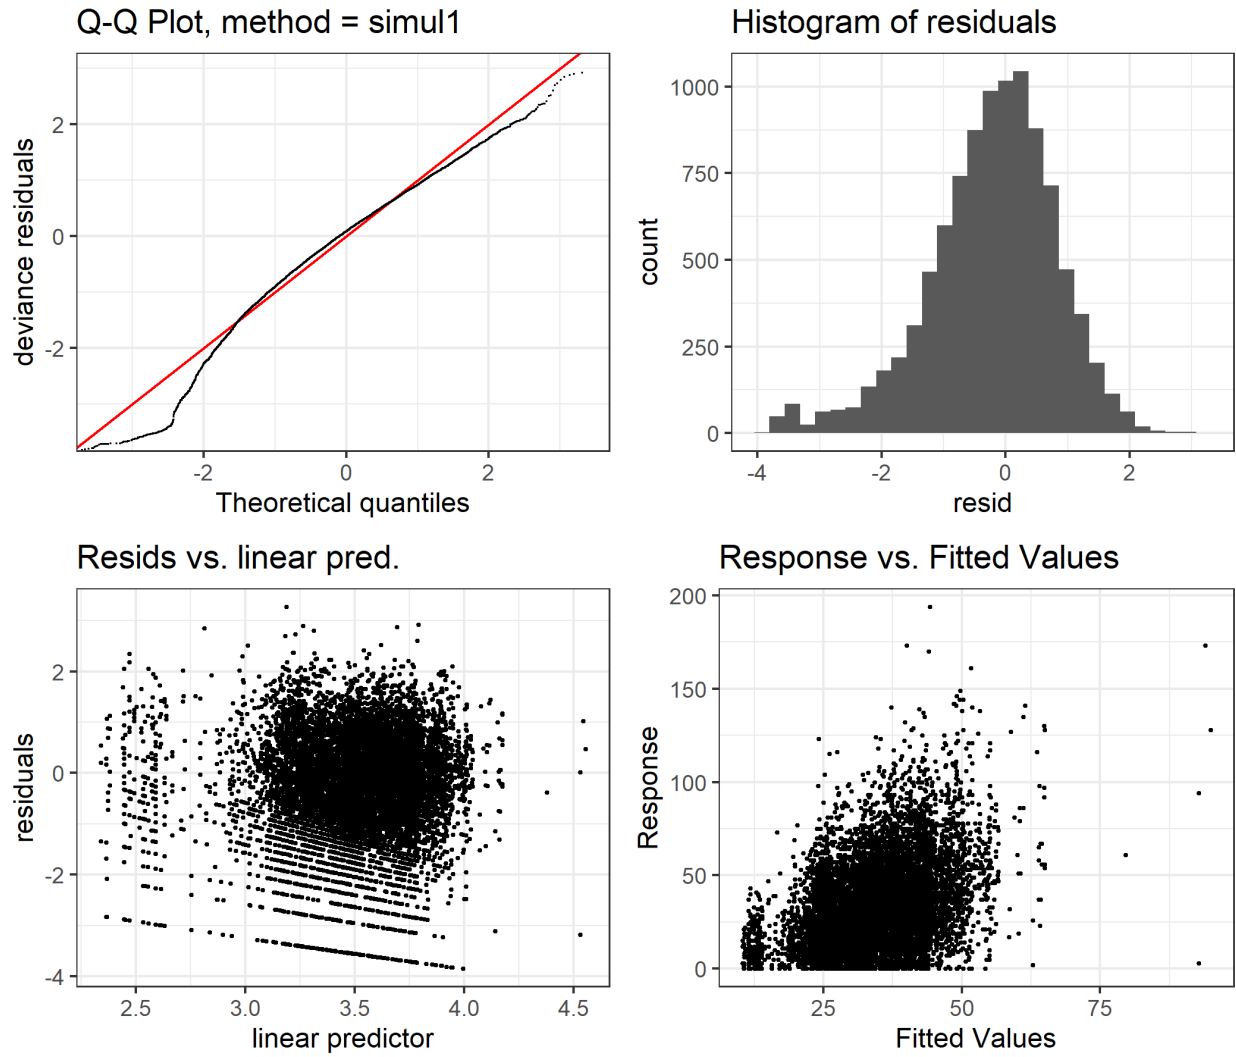 Q-Q Plot, method = simul1
deviance residuals
2
0
-2
-2 0 2
Theoretical quantiles
Histogram of residuals
count
1000
750
500
250
0
-4 -2 0 2
resid
Resids vs. linear pred.
residuals
2
0
-2
-4
2.5 3.0 3.5 4.0 4.5
linear predictor
Response vs. Fitted Values
Response
200
150
100
50
0
25 50 75
Fitted Values